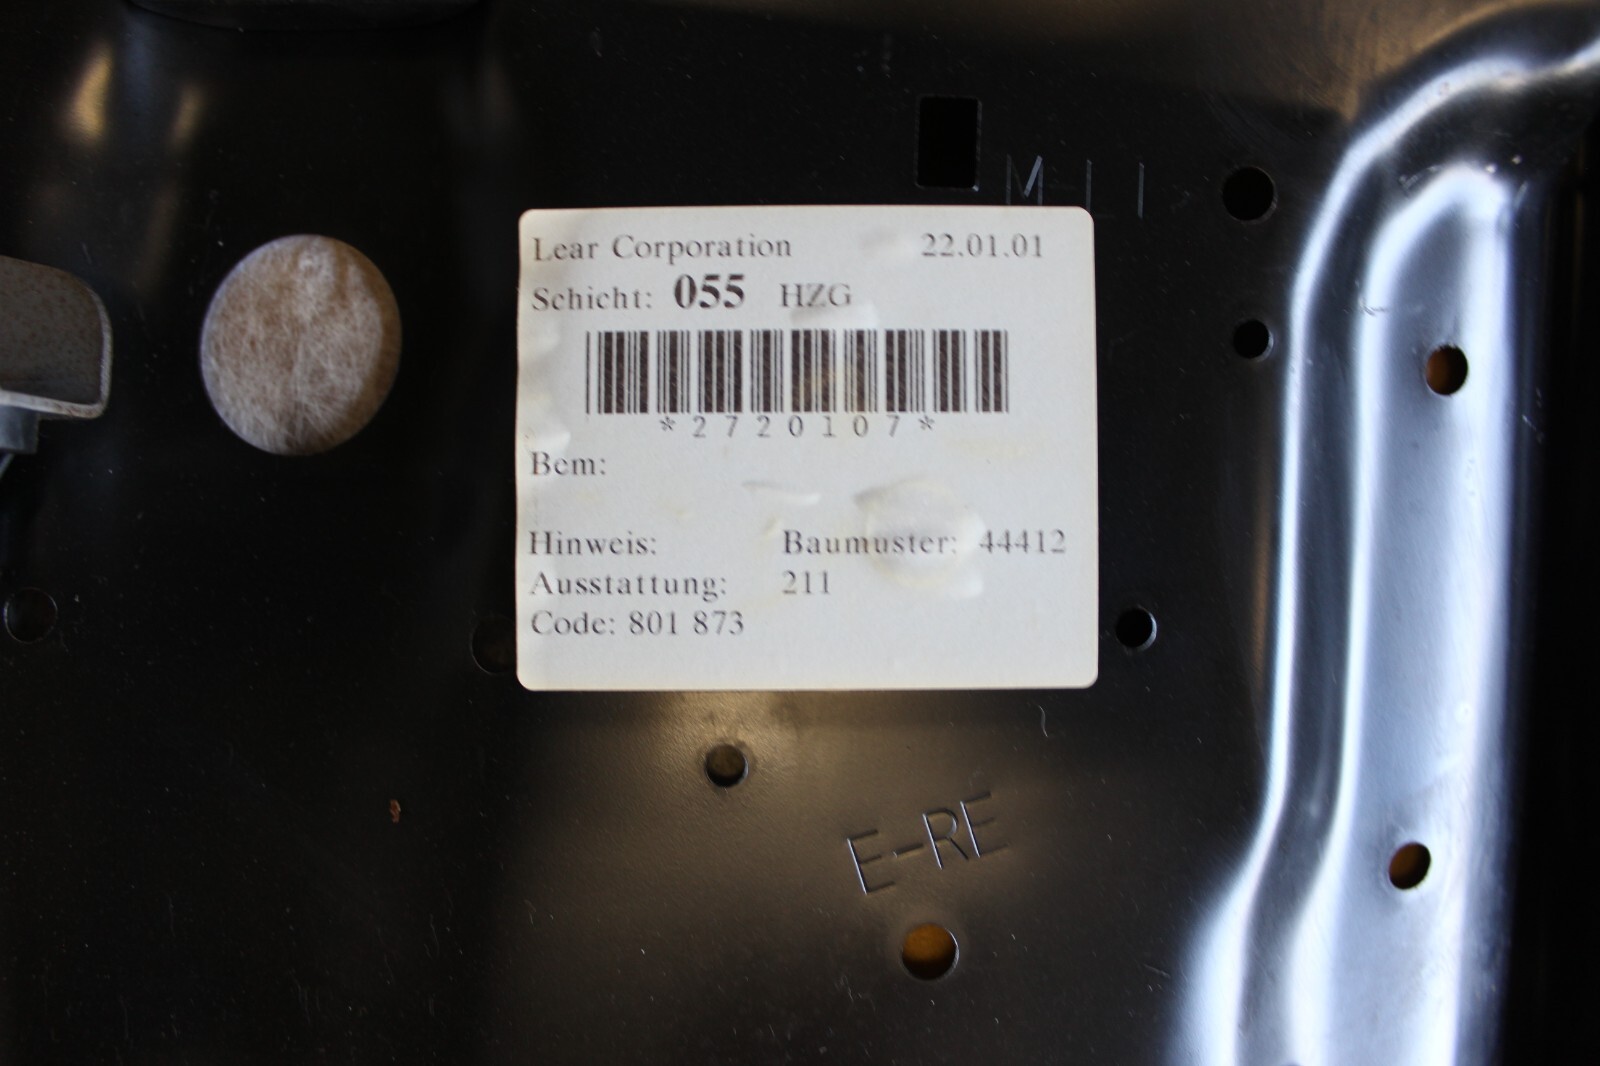 M-LI
Lear Corporation 22.01.01
Schicht: 055 HZG
*2720107*
Bem:
Hinweis: Baumuster: 44412
Ausstattung: 211
Code: 801 873
E-RE